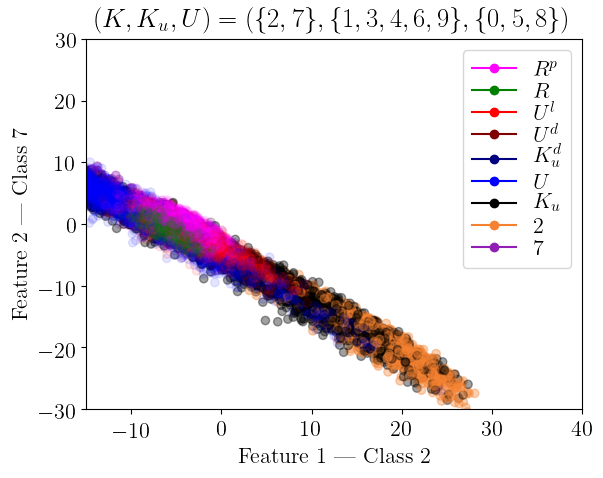 (K, K_u, U) = ({2, 7}, {1, 3, 4, 6, 9}, {0, 5, 8})
30
20
10
0
−10
−20
−30
Feature 2 — Class 7
R^p
R
U^l
U^d
K_u^d
U
K_u
2
7
−10
0
10
20
30
40
Feature 1 — Class 2